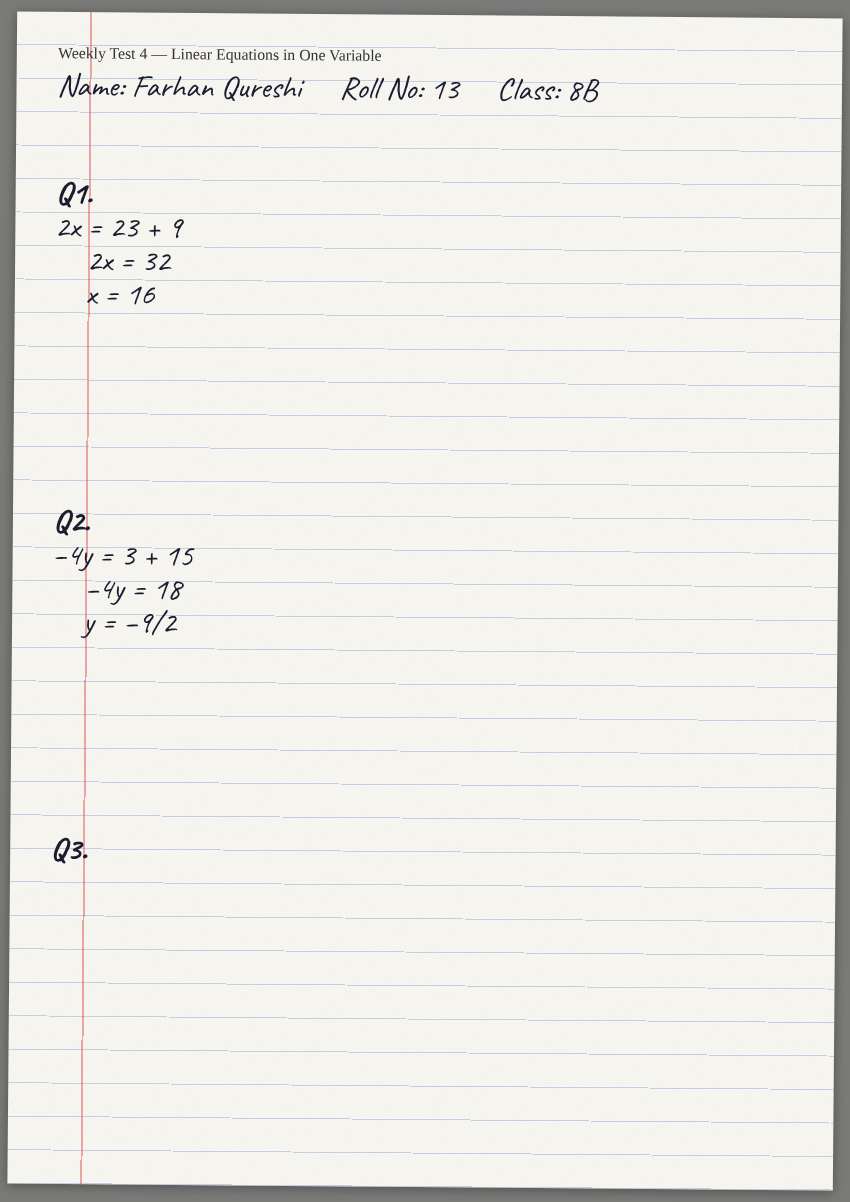 Weekly Test 4 — Linear Equations in One Variable
Name: Farhan Qureshi Roll No: 13 Class: 8B
Q1.
2x = 23 + 9
2x = 32
x = 16
Q2.
-4y = 3 + 15
-4y = 18
y = -9/2
Q3.